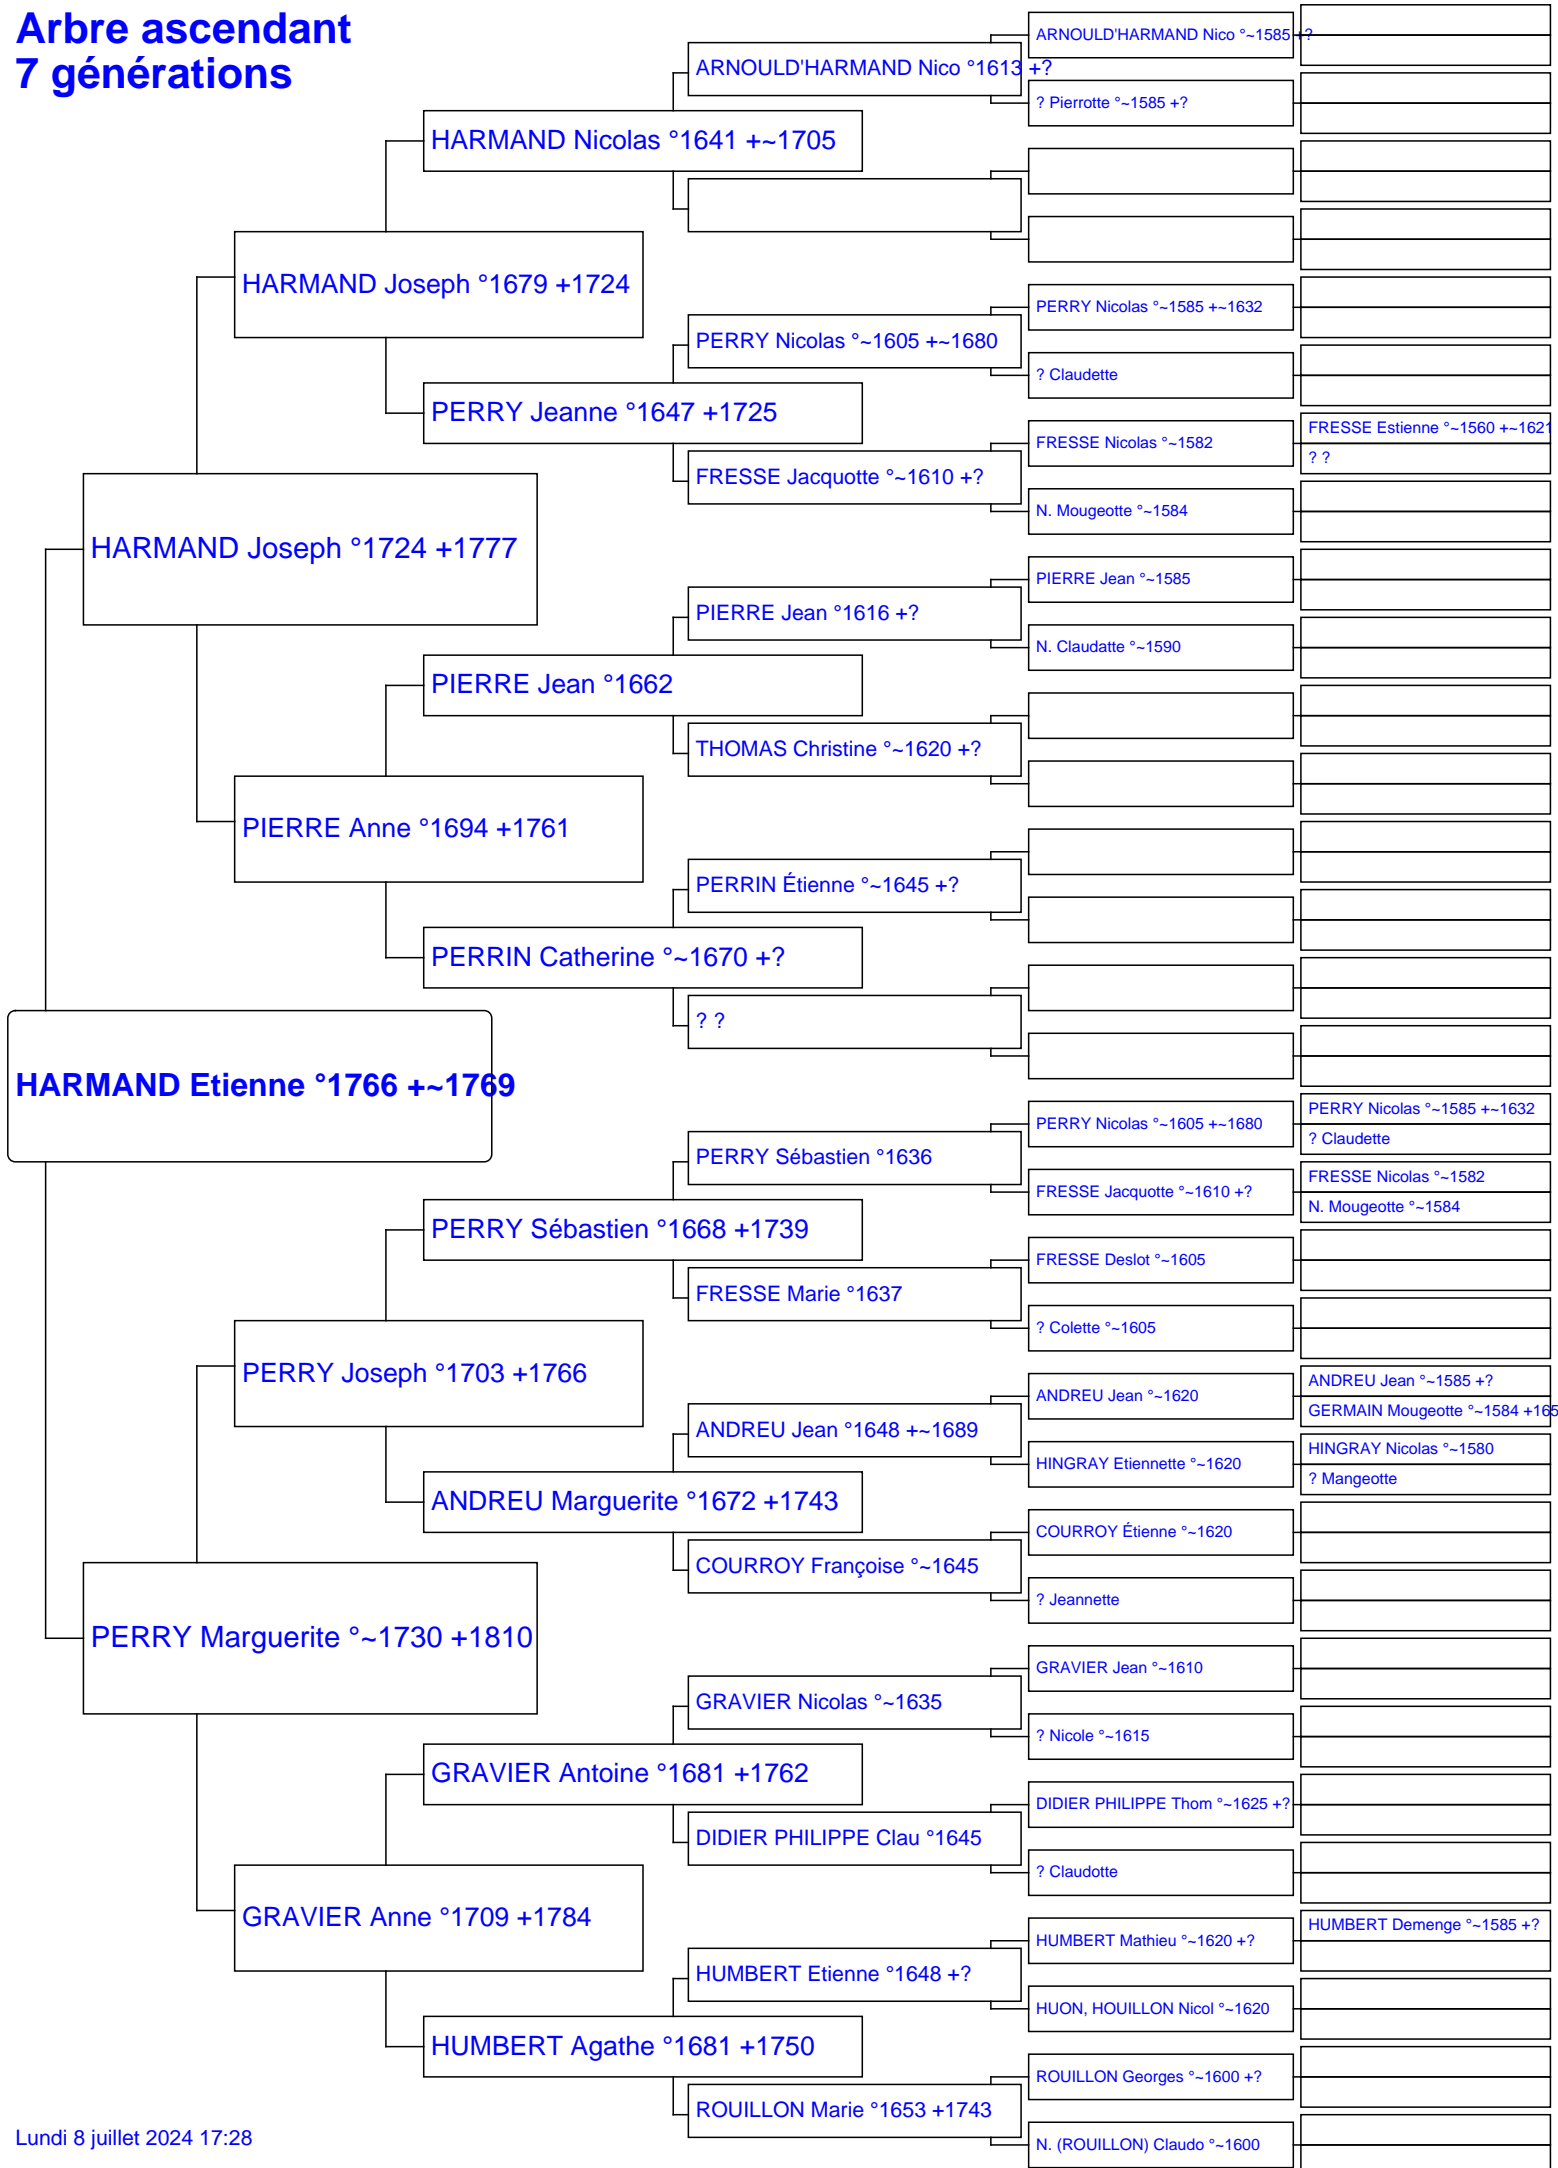 Arbre ascendant
7 générations
ARNOULD'HARMAND Nico °~1585 +?
ARNOULD'HARMAND Nico °1613 +?
? Pierrotte °~1585 +?
HARMAND Nicolas °1641 +~1705
HARMAND Joseph °1679 +1724
PERRY Nicolas °~1585 +~1632
PERRY Nicolas °~1605 +~1680
? Claudette
PERRY Jeanne °1647 +1725
FRESSE Estienne °~1560 +~1621
FRESSE Nicolas °~1582
? ?
FRESSE Jacquotte °~1610 +?
N. Mougeotte °~1584
HARMAND Joseph °1724 +1777
PIERRE Jean °~1585
PIERRE Jean °1616 +?
N. Claudatte °~1590
PIERRE Jean °1662
THOMAS Christine °~1620 +?
PIERRE Anne °1694 +1761
PERRIN Étienne °~1645 +?
PERRIN Catherine °~1670 +?
? ?
HARMAND Etienne °1766 +~1769
PERRY Nicolas °~1585 +~1632
PERRY Nicolas °~1605 +~1680
? Claudette
PERRY Sébastien °1636
FRESSE Nicolas °~1582
FRESSE Jacquotte °~1610 +?
N. Mougeotte °~1584
PERRY Sébastien °1668 +1739
FRESSE Deslot °~1605
FRESSE Marie °1637
? Colette °~1605
PERRY Joseph °1703 +1766
ANDREU Jean °~1585 +?
ANDREU Jean °~1620
GERMAIN Mougeotte °~1584 +165
ANDREU Jean °1648 +~1689
HINGRAY Nicolas °~1580
HINGRAY Etiennette °~1620
? Mangeotte
ANDREU Marguerite °1672 +1743
COURROY Étienne °~1620
COURROY Françoise °~1645
? Jeannette
PERRY Marguerite °~1730 +1810
GRAVIER Jean °~1610
GRAVIER Nicolas °~1635
? Nicole °~1615
GRAVIER Antoine °1681 +1762
DIDIER PHILIPPE Thom °~1625 +?
DIDIER PHILIPPE Clau °1645
? Claudotte
GRAVIER Anne °1709 +1784
HUMBERT Demenge °~1585 +?
HUMBERT Mathieu °~1620 +?
HUMBERT Etienne °1648 +?
HUON, HOUILLON Nicol °~1620
HUMBERT Agathe °1681 +1750
ROUILLON Georges °~1600 +?
ROUILLON Marie °1653 +1743
N. (ROUILLON) Claudo °~1600
Lundi 8 juillet 2024 17:28